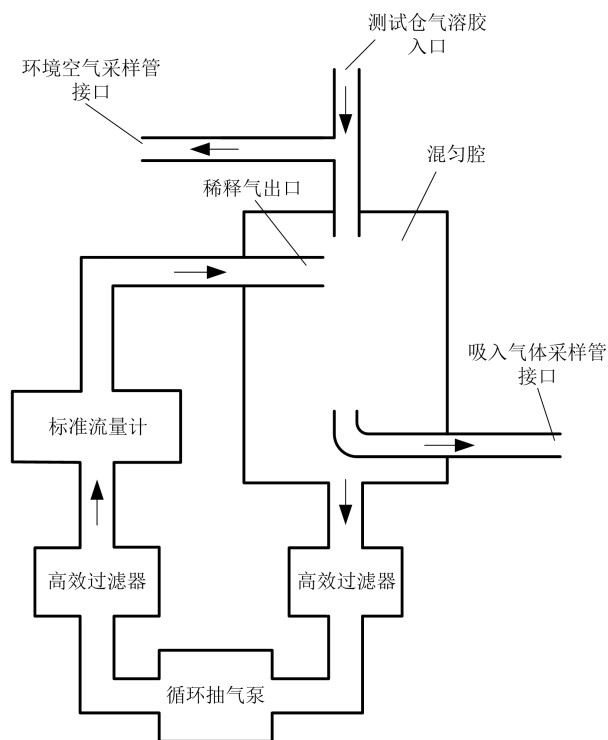 测试仓气溶胶
入口
环境空气采样管
接口
混匀腔
稀释气出口
吸入气体采样管
接口
标准流量计
高效过滤器
高效过滤器
循环抽气泵